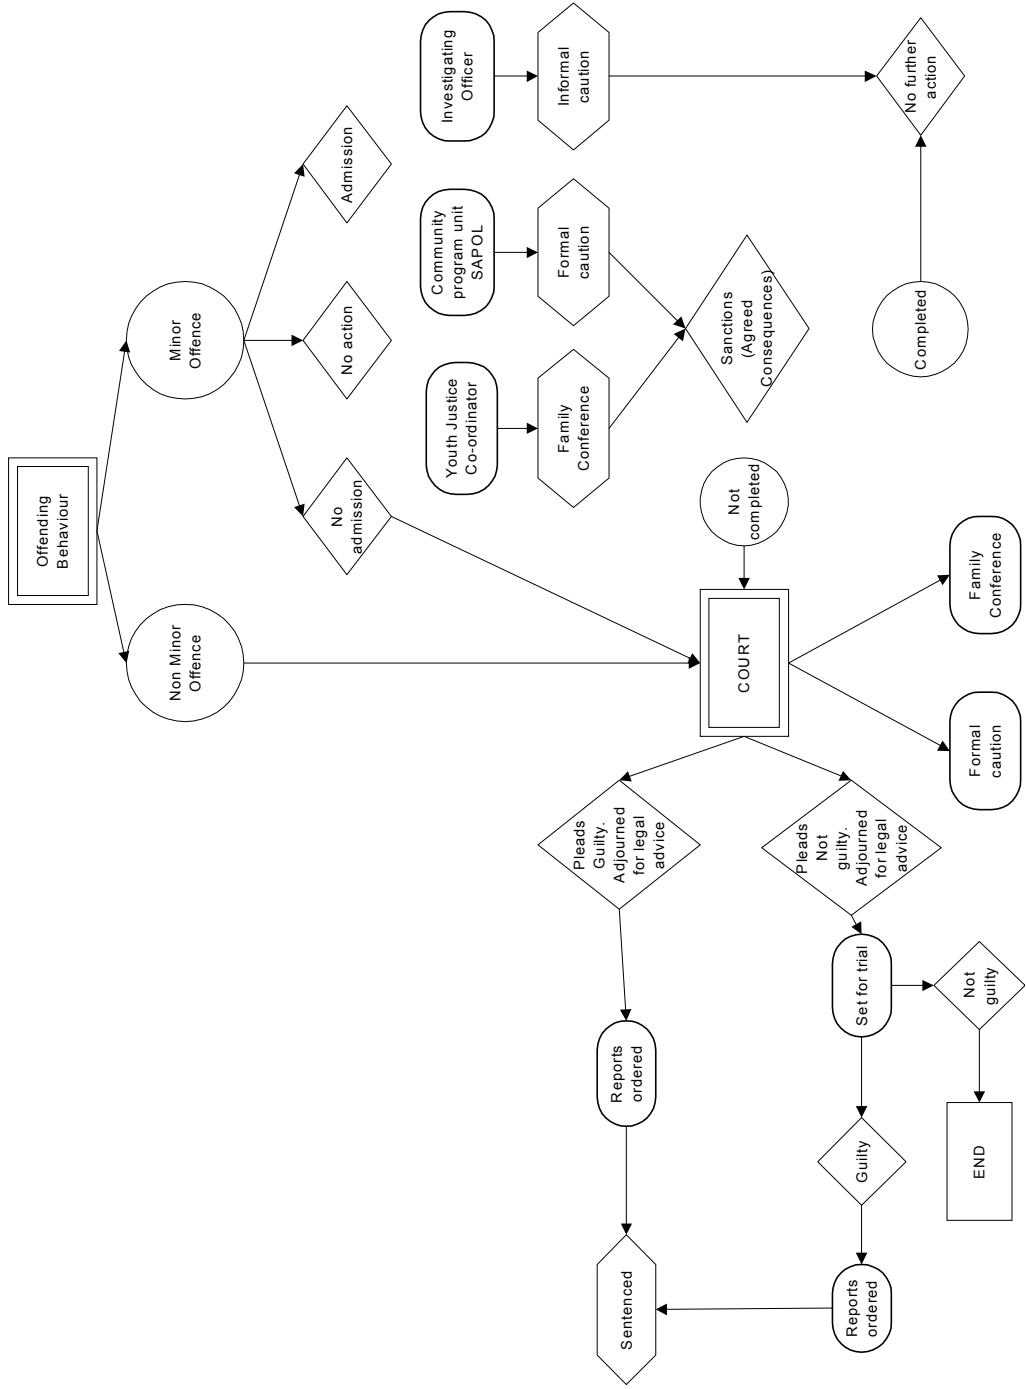 Offending
Behaviour
Non Minor
Offence
Minor
Offence
No
admission
No action
Admission
Youth Justice
Co-ordinator
Community
program unit
SAPOL
Investigating
Officer
Family
Conference
Formal
caution
Informal
caution
Sanctions
(Agreed
Consequences)
Not
completed
Completed
No further
action
COURT
Pleads
Guilty.
Adjourned
for legal
advice
Pleads
Not
guilty.
Adjourned
for legal
advice
Formal
caution
Family
Conference
Reports
ordered
Set for trial
Not
guilty
Guilty
END
Sentenced
Reports
ordered